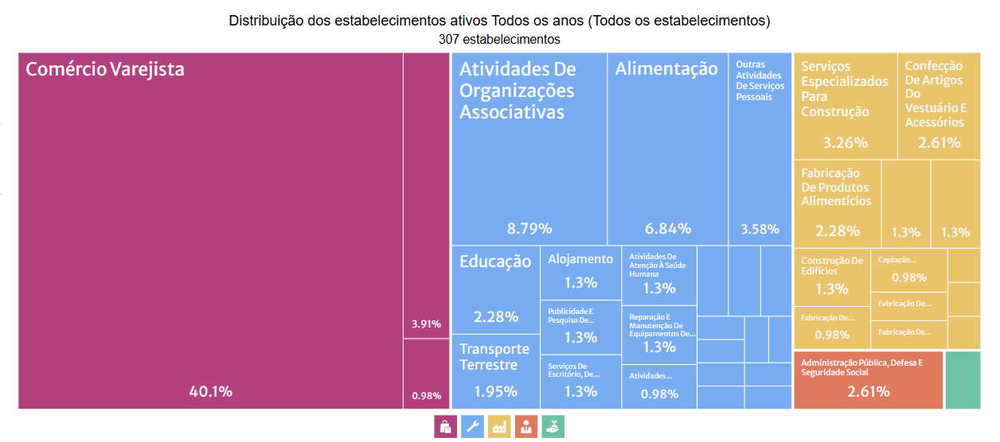 Distribuição dos estabelecimentos ativos Todos os anos (Todos os estabelecimentos)
307 estabelecimentos
Comércio Varejista
40.1%
3.91%
0.98%
Atividades De
Organizações
Associativas
8.79%
Alimentação
6.84%
Outras
Atividades
De Serviços
Pessoais
3.58%
Educação
2.28%
Transporte
Terrestre
1.95%
Alojamento
1.3%
Publicidade E
Pesquisa De...
1.3%
Serviços De
Escritório, De...
1.3%
Atividades De
Atenção À Saúde
Humana
1.3%
Reparação E
Manutenção De
Equipamentos De...
1.3%
Atividades...
0.98%
Serviços
Especializados
Para
Construção
3.26%
Confecção
De Artigos
Do
Vestuário E
Acessórios
2.61%
Fabricação
De Produtos
Alimentícios
2.28%
1.3%
1.3%
Construção De
Edifícios
1.3%
Fabricação De...
0.98%
Captação...
0.98%
Fabricação De...
Fabricação De...
Administração Pública, Defesa E
Seguridade Social
2.61%